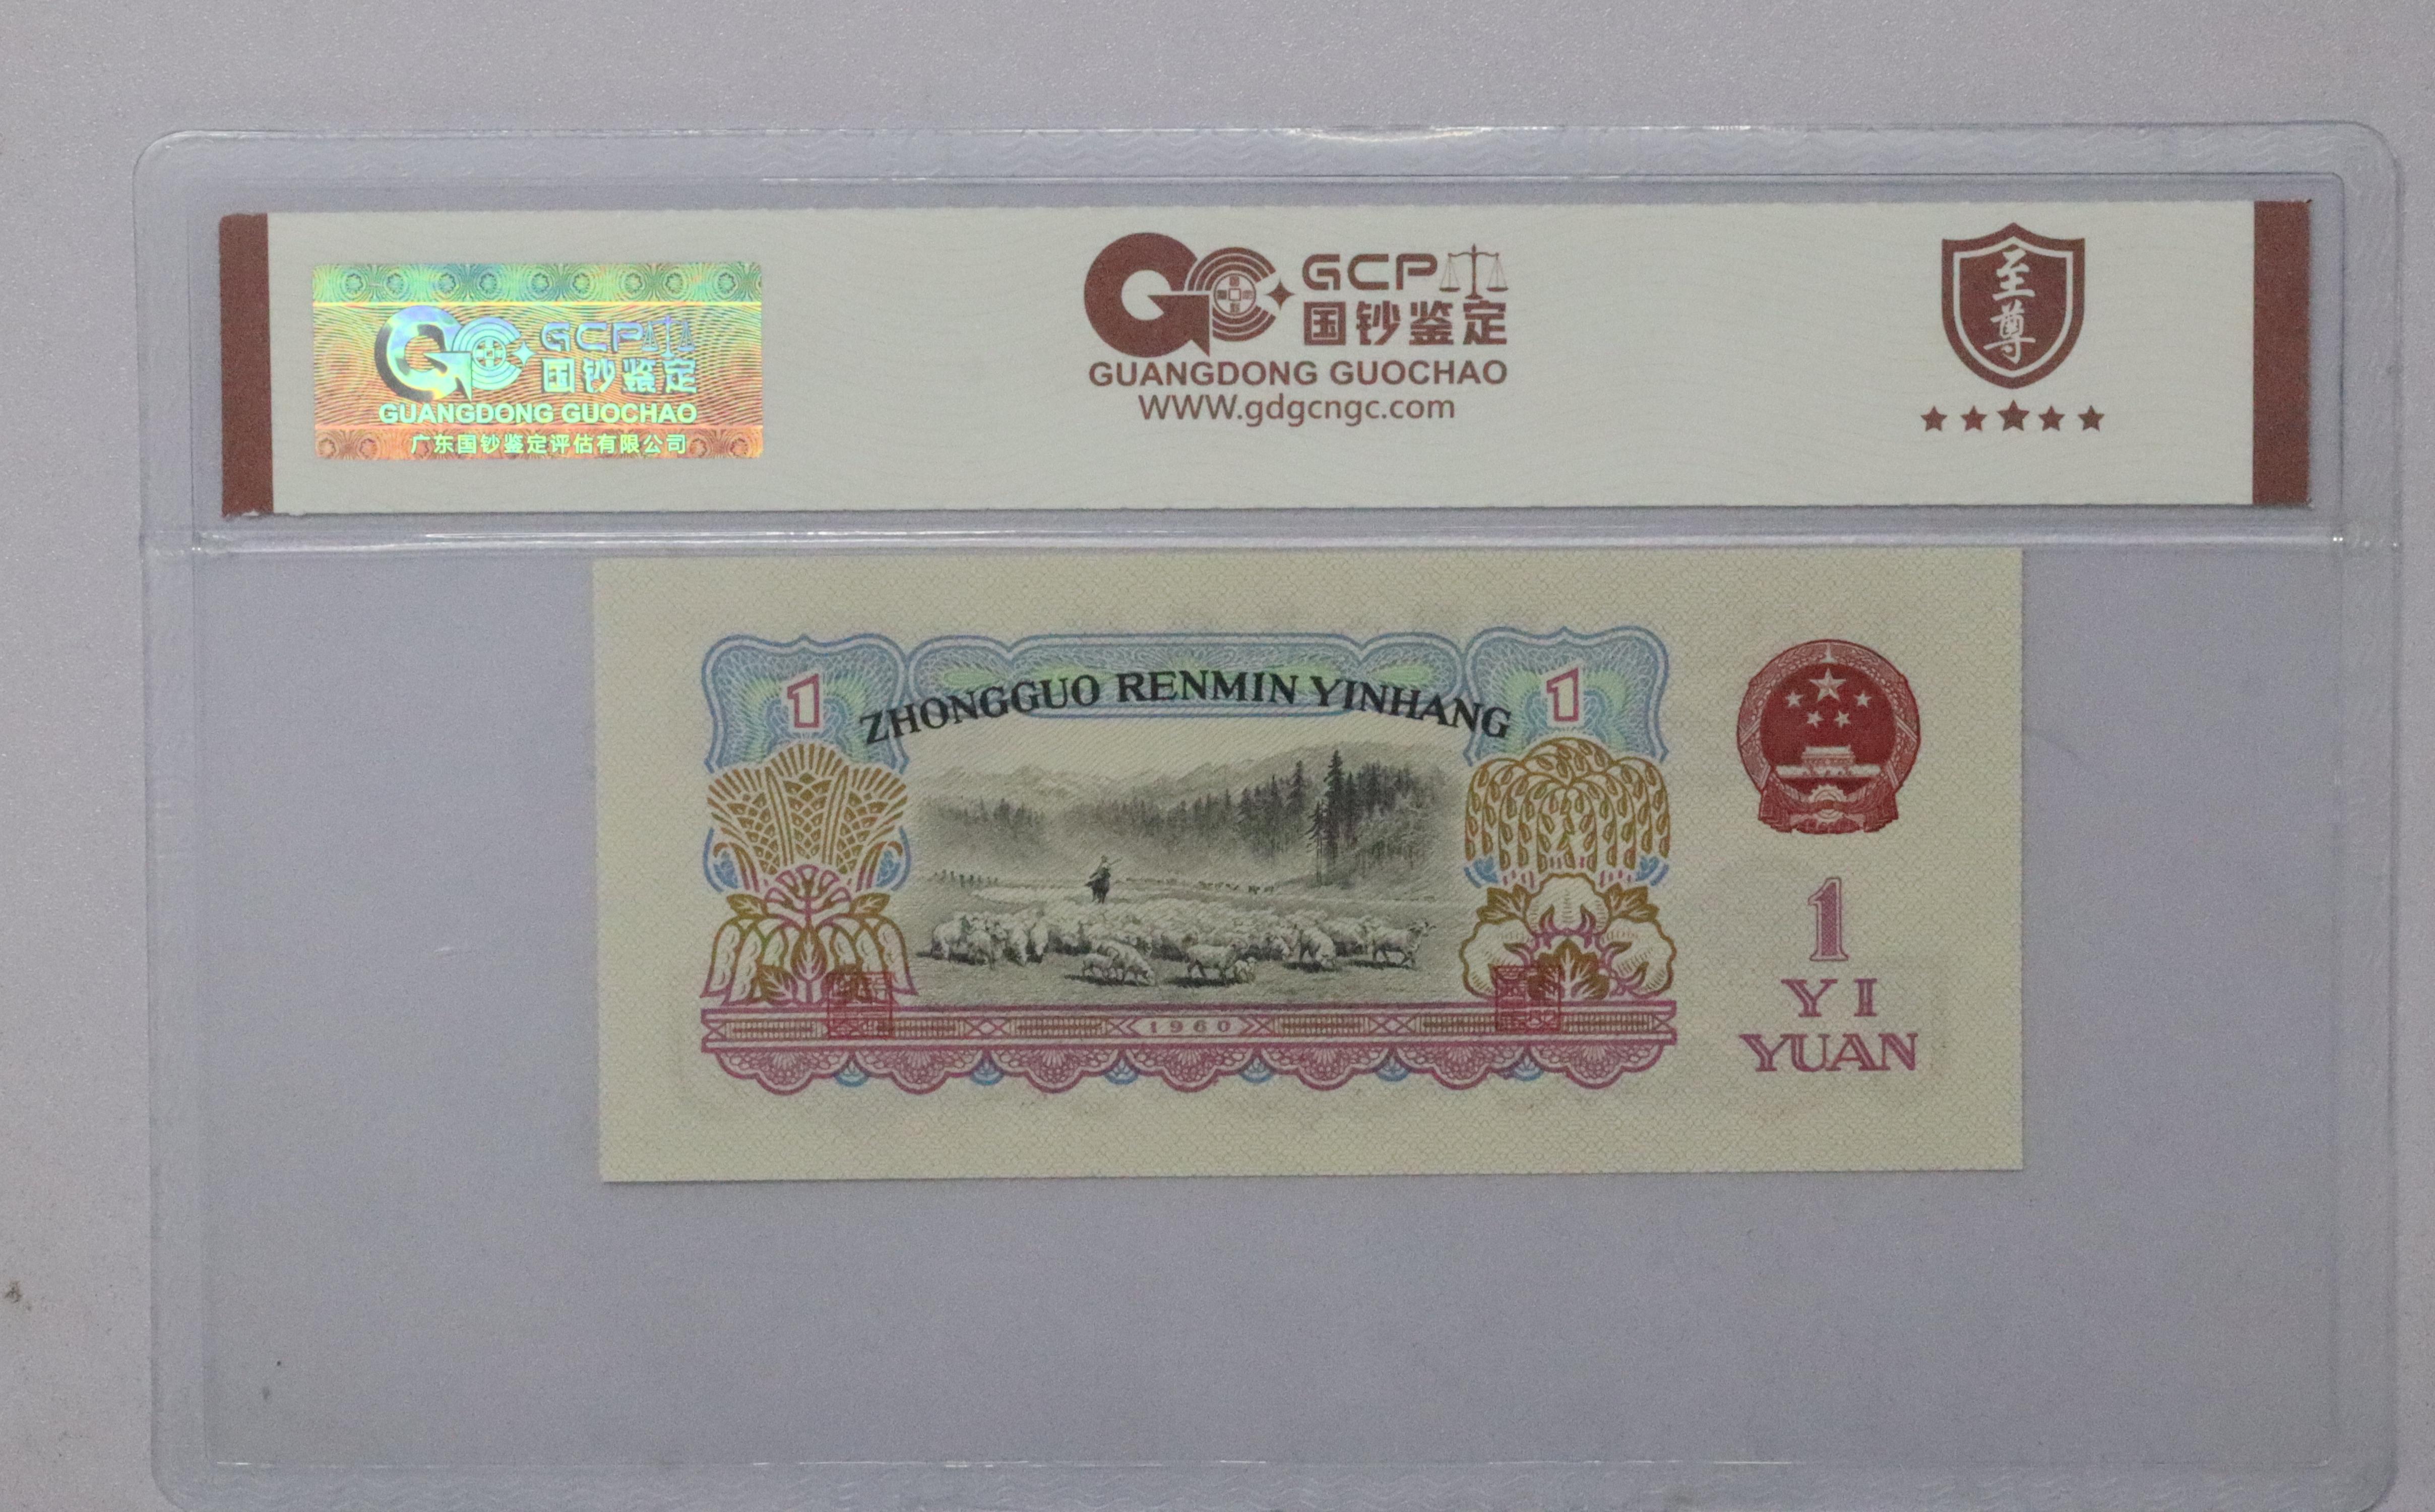 GCP
国钞鉴定
GUANGDONG GUOCHAO
广东国钞鉴定评估有限公司
GCP
国钞鉴定
GUANGDONG GUOCHAO
WWW.gdgcngc.com
至尊
1
ZHONGGUO RENMIN YINHANG
1
1960
1
YI
YUAN